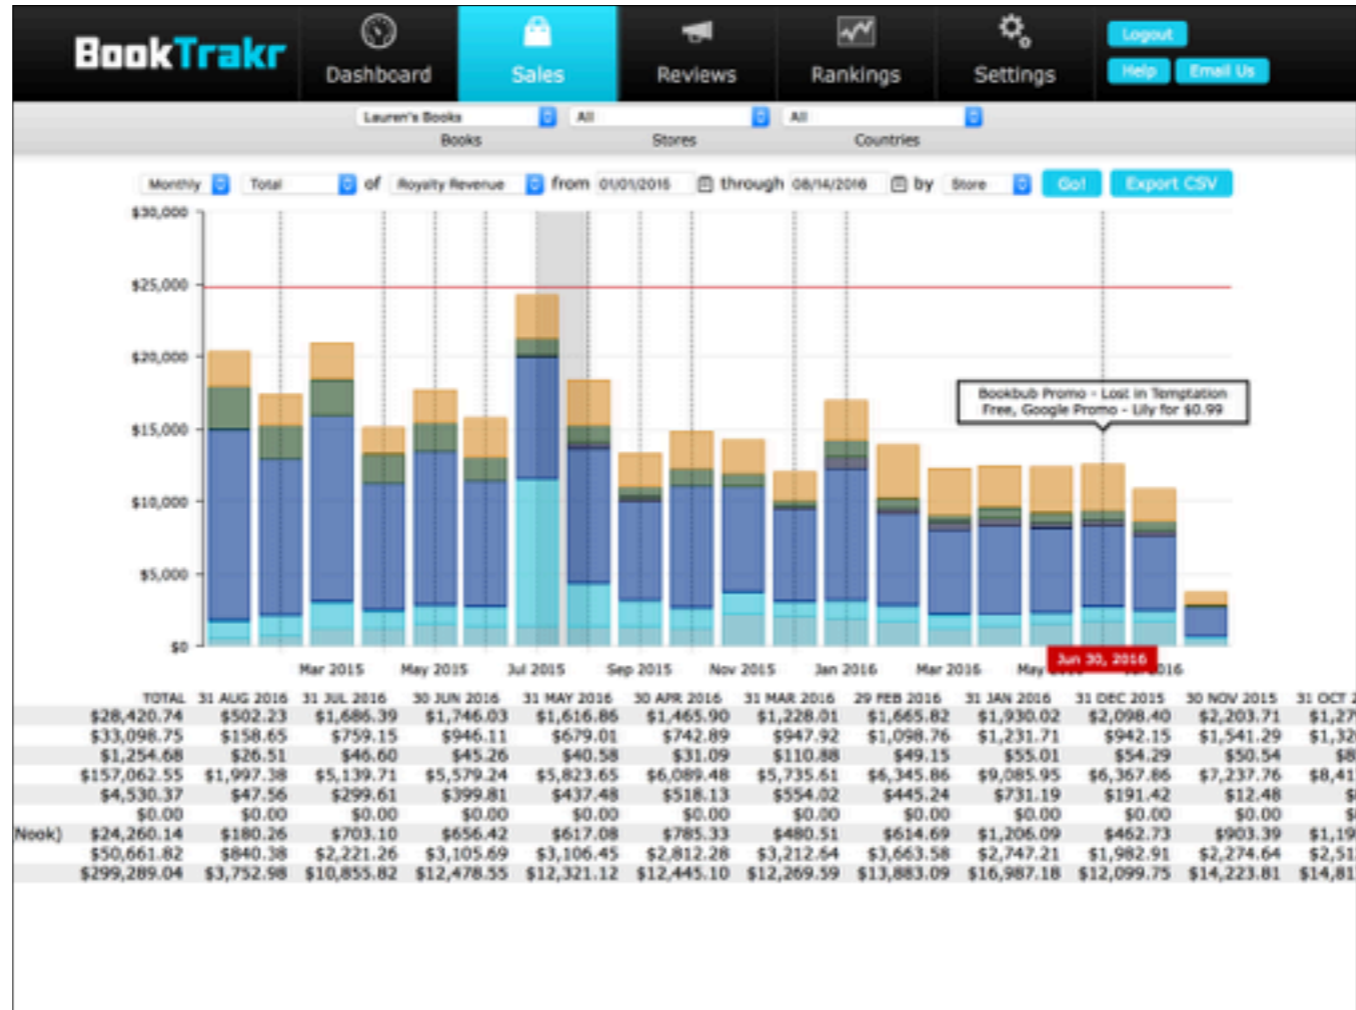 BookTrakr
Dashboard
Sales
Reviews
Rankings
Settings
Logout
Help Email Us
Lauren's Books All All
Books Stores Countries
Monthly Total of Royalty Revenue from 01/01/2015 through 08/14/2016 by Store Go! Export CSV
$30,000
$25,000
$20,000
$15,000
$10,000
$5,000
$0
Bookbub Promo - Lost in Temptation
Free, Google Promo - Lily for $0.99
Mar 2015 May 2015 Jul 2015 Sep 2015 Nov 2015 Jan 2016 Mar 2016 May Jun 30, 2016 2016
TOTAL 31 AUG 2016 31 JUL 2016 30 JUN 2016 31 MAY 2016 30 APR 2016 31 MAR 2016 29 FEB 2016 31 JAN 2016 31 DEC 2015 30 NOV 2015 31 OCT 2
$28,420.74 $502.23 $1,686.39 $1,746.03 $1,616.86 $1,465.90 $1,228.01 $1,665.82 $1,930.02 $2,098.40 $2,203.71 $1,27
$33,098.75 $158.65 $759.15 $946.11 $679.01 $742.89 $947.92 $1,098.76 $1,231.71 $942.15 $1,541.29 $1,32
$1,254.68 $26.51 $46.60 $45.26 $40.58 $31.09 $110.88 $49.15 $55.01 $54.29 $50.54 $8
$157,062.55 $1,997.38 $5,139.71 $5,579.24 $5,823.65 $6,089.48 $5,735.61 $6,345.86 $9,085.95 $6,367.86 $7,237.76 $8,41
$4,530.37 $47.56 $299.61 $399.81 $437.48 $518.13 $554.02 $445.24 $731.19 $191.42 $12.48
$0.00 $0.00 $0.00 $0.00 $0.00 $0.00 $0.00 $0.00 $0.00 $0.00 $0.00
Nook) $24,260.14 $180.26 $703.10 $656.42 $617.08 $785.33 $480.51 $614.69 $1,206.09 $462.73 $903.39 $1,19
$50,661.82 $840.38 $2,221.26 $3,105.69 $3,106.45 $2,812.28 $3,212.64 $3,663.58 $2,747.21 $1,982.91 $2,274.64 $2,51
$299,289.04 $3,752.98 $10,855.82 $12,478.55 $12,321.12 $12,445.10 $12,269.59 $13,883.09 $16,987.18 $12,099.75 $14,223.81 $14,81